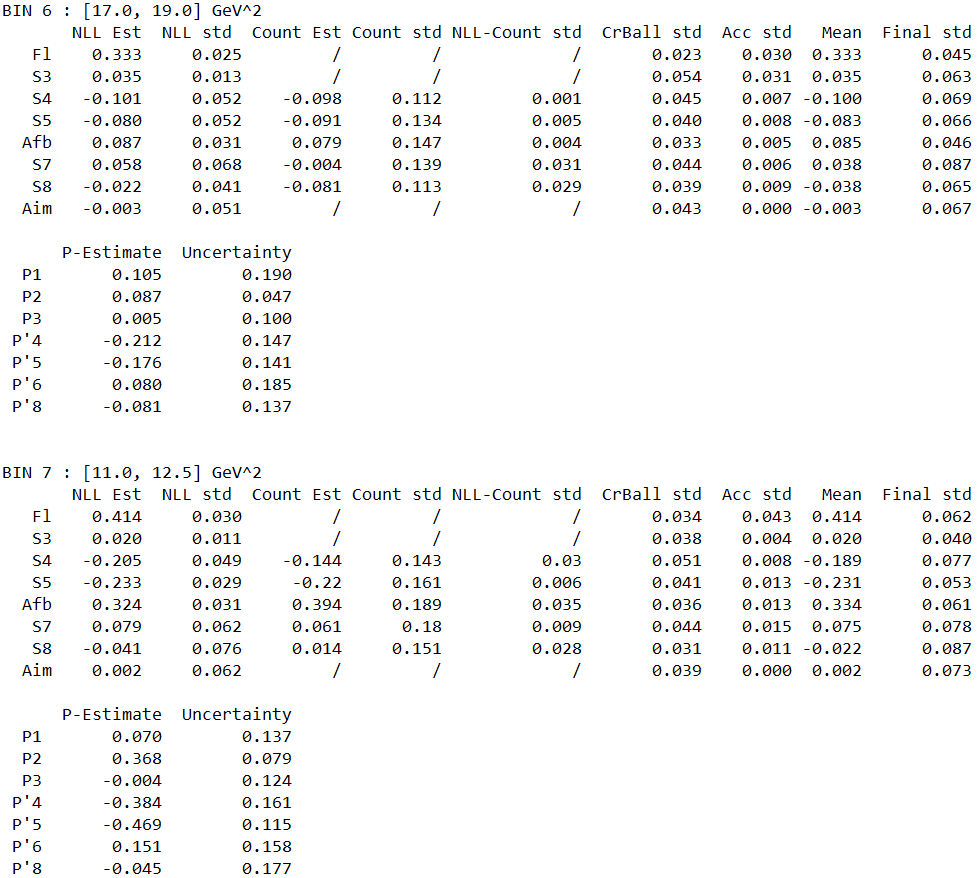 BIN 6 : [17.0, 19.0] GeV^2
NLL Est NLL std Count Est Count std NLL-Count std CrBall std Acc std Mean Final std
Fl 0.333 0.025 / / / 0.023 0.030 0.333 0.045
S3 0.035 0.013 / / / 0.054 0.031 0.035 0.063
S4 -0.101 0.052 -0.098 0.112 0.001 0.045 0.007 -0.100 0.069
S5 -0.080 0.052 -0.091 0.134 0.005 0.040 0.008 -0.083 0.066
Afb 0.087 0.031 0.079 0.147 0.004 0.033 0.005 0.085 0.046
S7 0.058 0.068 -0.004 0.139 0.031 0.044 0.006 0.038 0.087
S8 -0.022 0.041 -0.081 0.113 0.029 0.039 0.009 -0.038 0.065
Aim -0.003 0.051 / / / 0.043 0.000 -0.003 0.067
P-Estimate Uncertainty
P1 0.105 0.190
P2 0.087 0.047
P3 0.005 0.100
P'4 -0.212 0.147
P'5 -0.176 0.141
P'6 0.080 0.185
P'8 -0.081 0.137
BIN 7 : [11.0, 12.5] GeV^2
NLL Est NLL std Count Est Count std NLL-Count std CrBall std Acc std Mean Final std
Fl 0.414 0.030 / / / 0.034 0.043 0.414 0.062
S3 0.020 0.011 / / / 0.038 0.004 0.020 0.040
S4 -0.205 0.049 -0.144 0.143 0.03 0.051 0.008 -0.189 0.077
S5 -0.233 0.029 -0.22 0.161 0.006 0.041 0.013 -0.231 0.053
Afb 0.324 0.031 0.394 0.189 0.035 0.036 0.013 0.334 0.061
S7 0.079 0.062 0.061 0.18 0.009 0.044 0.015 0.075 0.078
S8 -0.041 0.076 0.014 0.151 0.028 0.031 0.011 -0.022 0.087
Aim 0.002 0.062 / / / 0.039 0.000 0.002 0.073
P-Estimate Uncertainty
P1 0.070 0.137
P2 0.368 0.079
P3 -0.004 0.124
P'4 -0.384 0.161
P'5 -0.469 0.115
P'6 0.151 0.158
P'8 -0.045 0.177